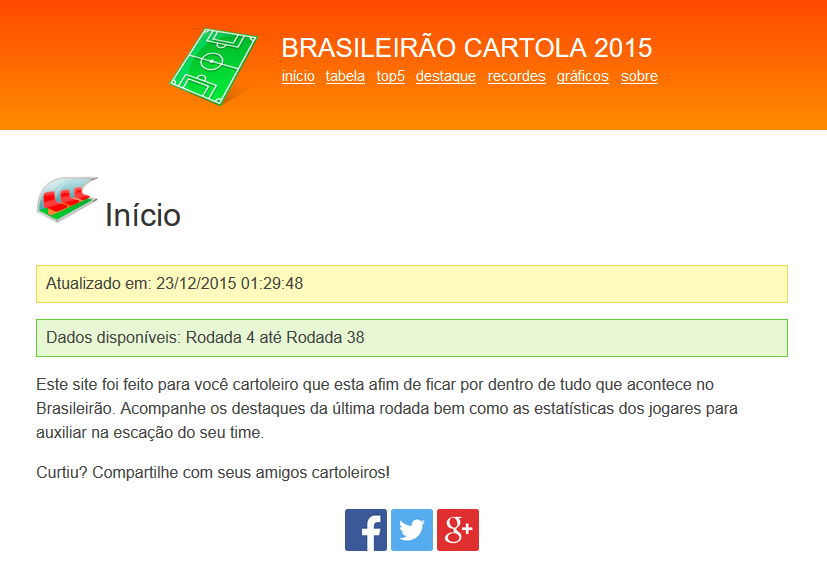 BRASILEIRÃO CARTOLA 2015
início tabela top5 destaque recordes gráficos sobre
Início
Atualizado em: 23/12/2015 01:29:48
Dados disponíveis: Rodada 4 até Rodada 38
Este site foi feito para você cartoleiro que esta afim de ficar por dentro de tudo que acontece no
Brasileirão. Acompanhe os destaques da última rodada bem como as estatísticas dos jogares para
auxiliar na escação do seu time.
Curtiu? Compartilhe com seus amigos cartoleiros!
f g+